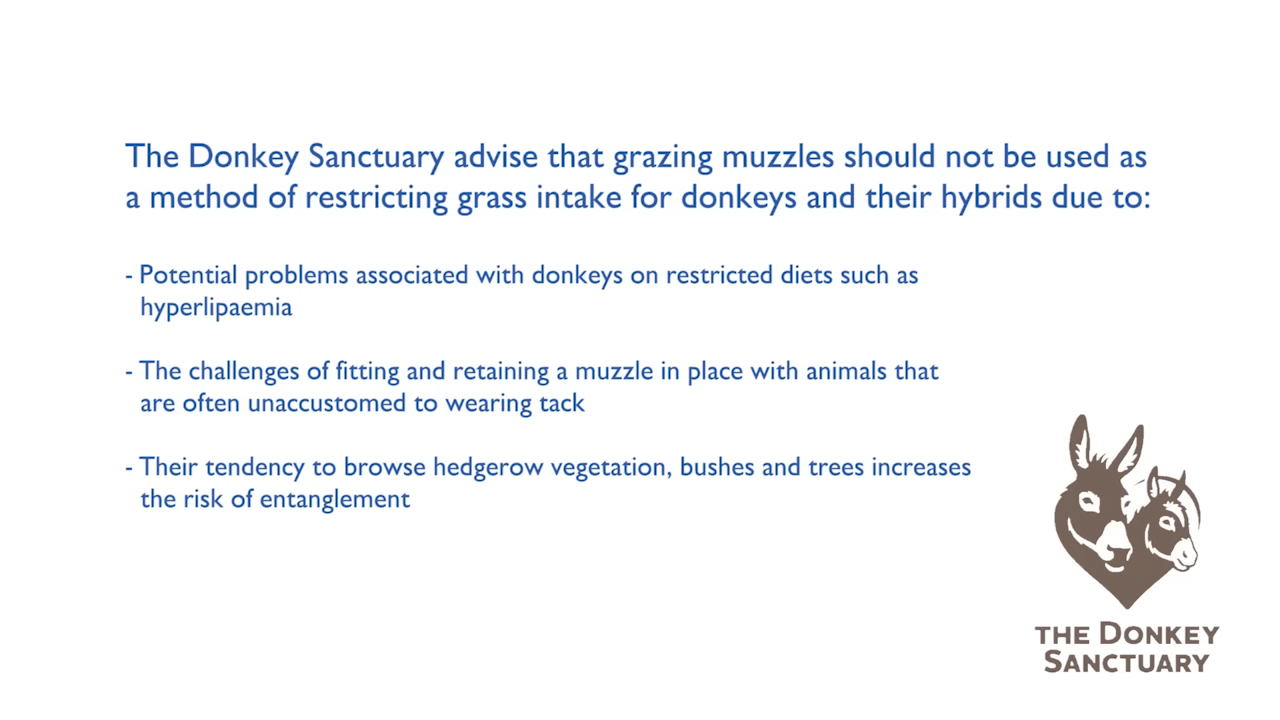 The Donkey Sanctuary advise that grazing muzzles should not be used as
a method of restricting grass intake for donkeys and their hybrids due to:
- Potential problems associated with donkeys on restricted diets such as
hyperlipaemia
- The challenges of fitting and retaining a muzzle in place with animals that
are often unaccustomed to wearing tack
- Their tendency to browse hedgerow vegetation, bushes and trees increases
the risk of entanglement
THE DONKEY
SANCTUARY